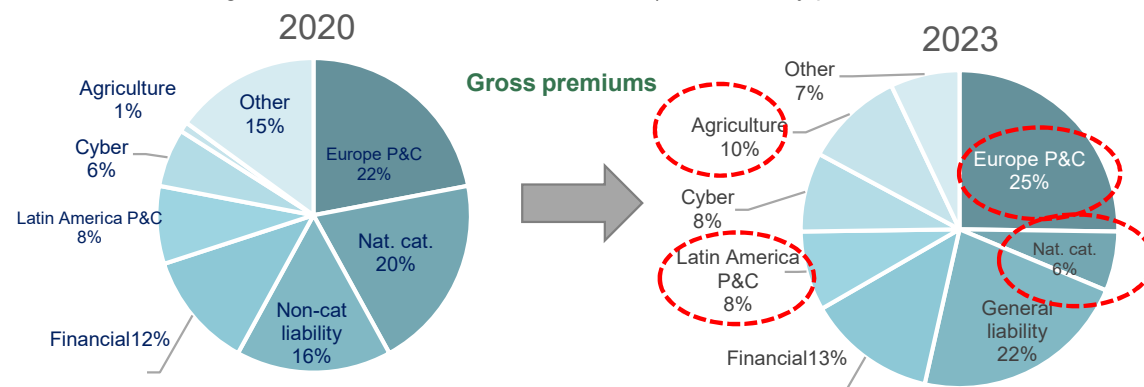 2020
Agriculture
1%
Other
15%
Cyber
6%
Europe P&C
22%
Latin America P&C
8%
Nat. cat.
20%
Non-cat
liability
16%
Financial12%
Gross premiums
2023
Other
7%
Agriculture
10%
Europe P&C
25%
Cyber
8%
Nat. cat.
6%
Latin America
P&C
8%
General
liability
22%
Financial13%